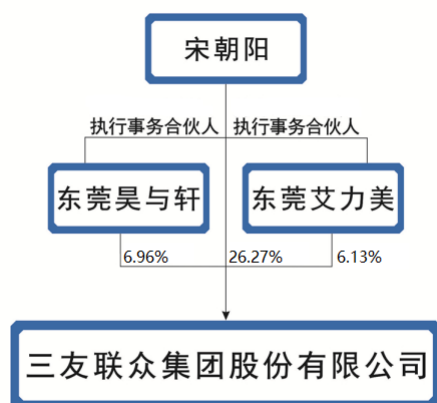 宋朝阳
执行事务合伙人 执行事务合伙人
东莞昊与轩 东莞艾力美
6.96% 26.27% 6.13%
三友联众集团股份有限公司